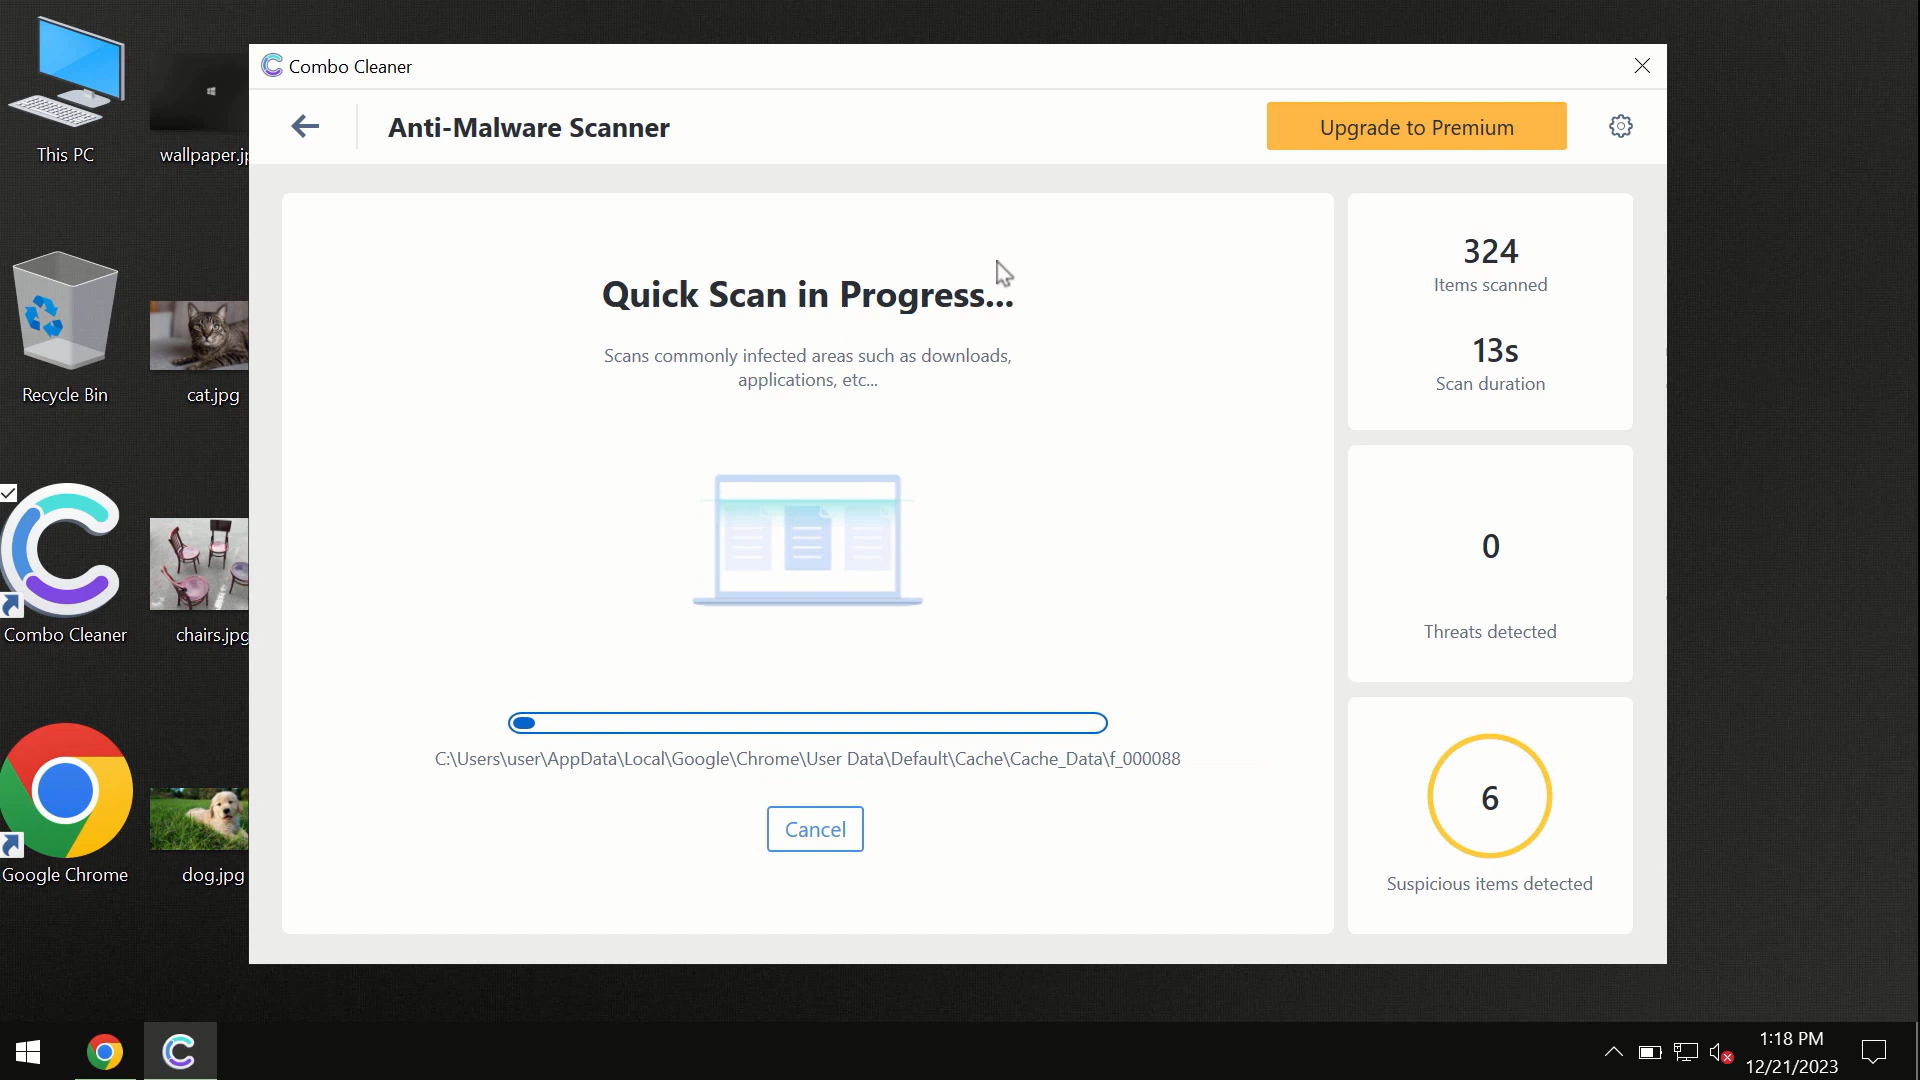 This PC
wallpaper.jp
Recycle Bin
cat.jpg
Combo Cleaner
chairs.jpg
Google Chrome
dog.jpg
Combo Cleaner
Anti-Malware Scanner
Upgrade to Premium
Quick Scan in Progress...
Scans commonly infected areas such as downloads,
applications, etc...
C:\Users\user\AppData\Local\Google\Chrome\User Data\Default\Cache\Cache_Data\f_000088
Cancel
324
Items scanned
13s
Scan duration
0
Threats detected
6
Suspicious items detected
1:18 PM
12/21/2023